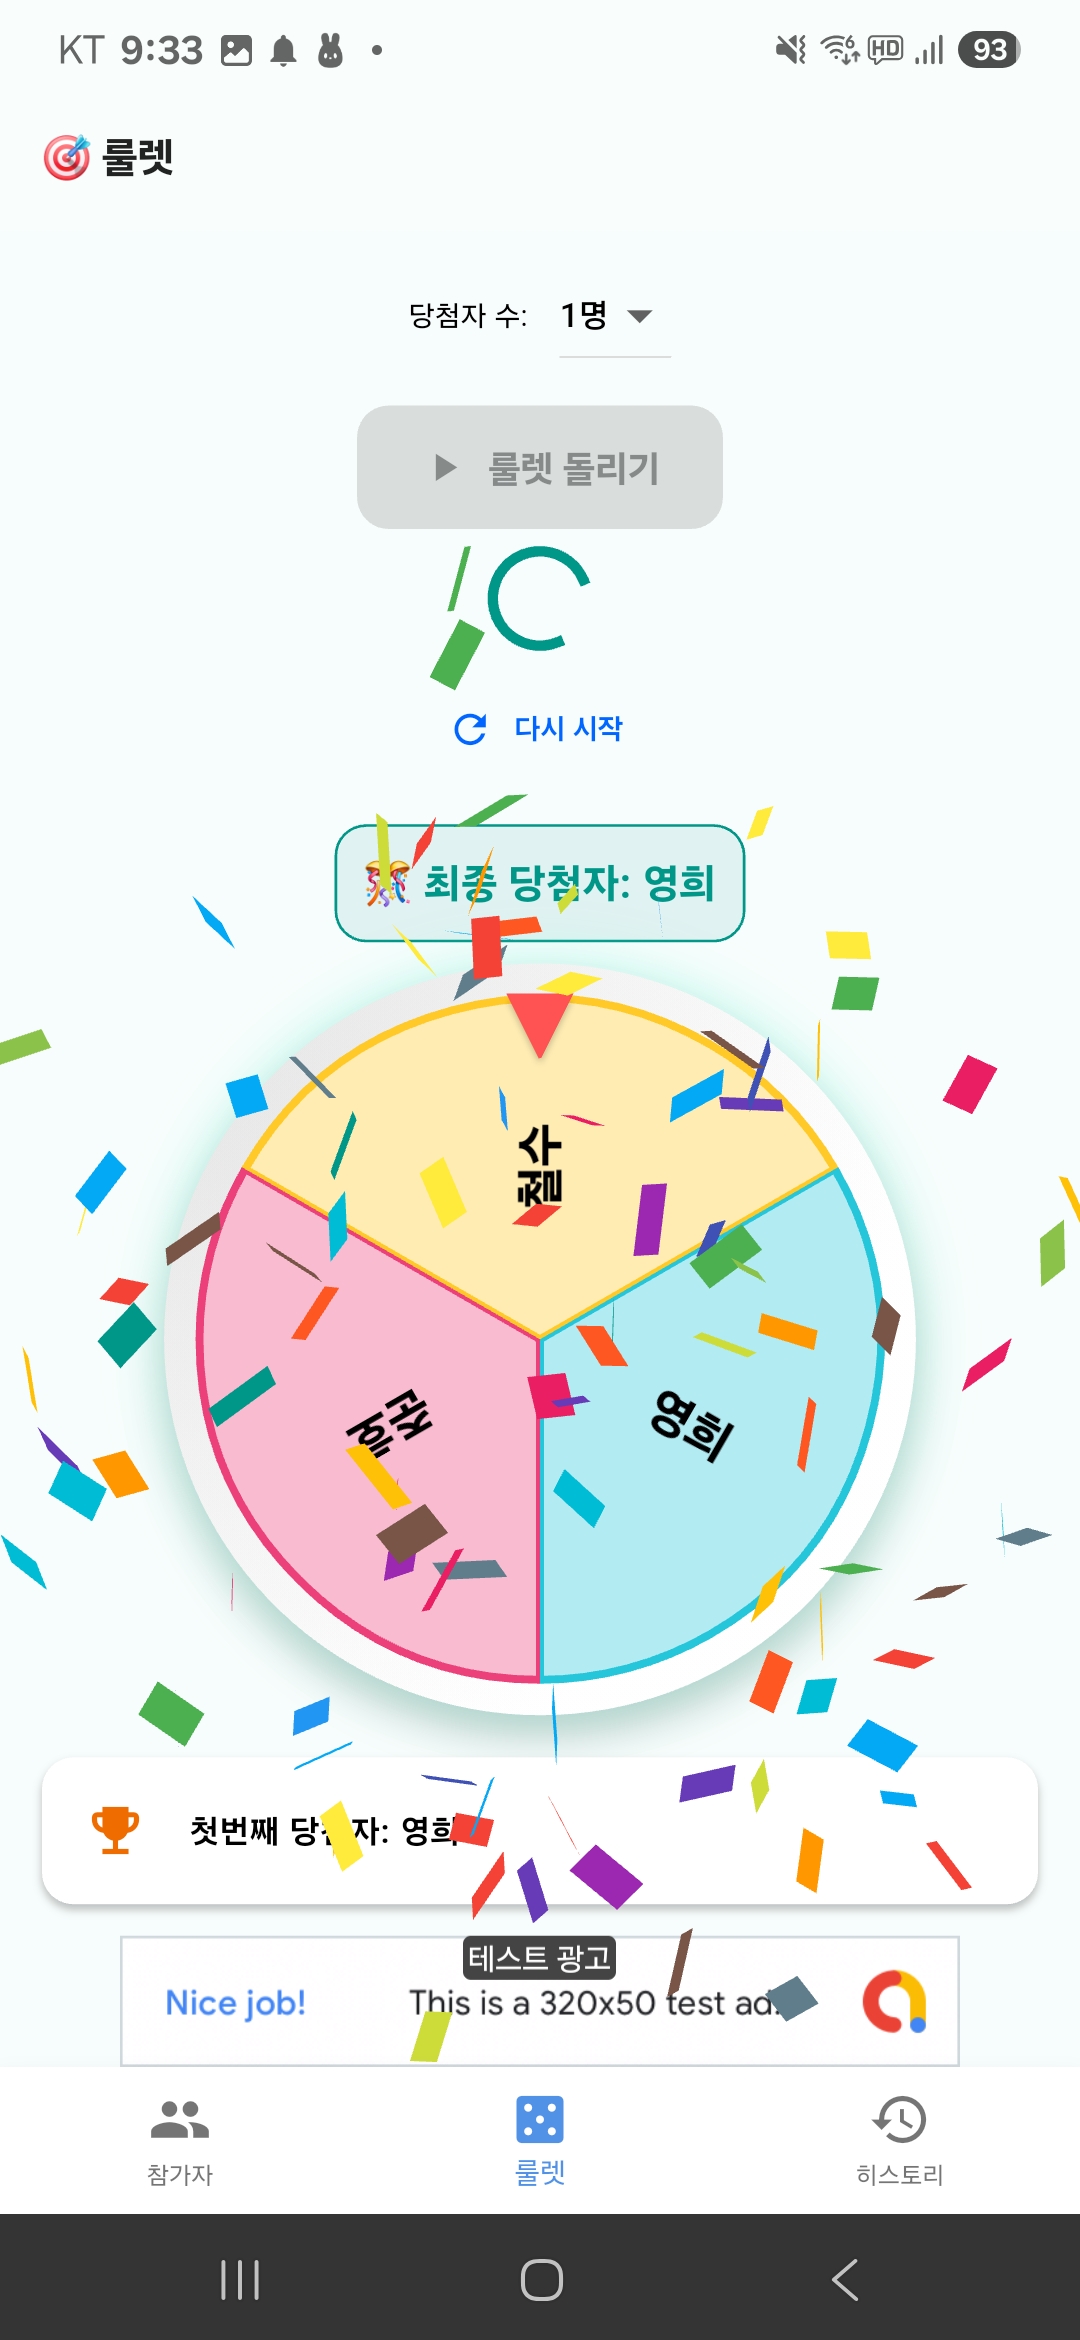 KT 9:33
HD 93
룰렛
당첨자 수: 1명
룰렛 돌리기
다시 시작
최종 당첨자: 영희
철수
영희
첫번째 당첨자: 영희
테스트 광고
Nice job! This is a 320x50 test ad.
참가자 룰렛 히스토리